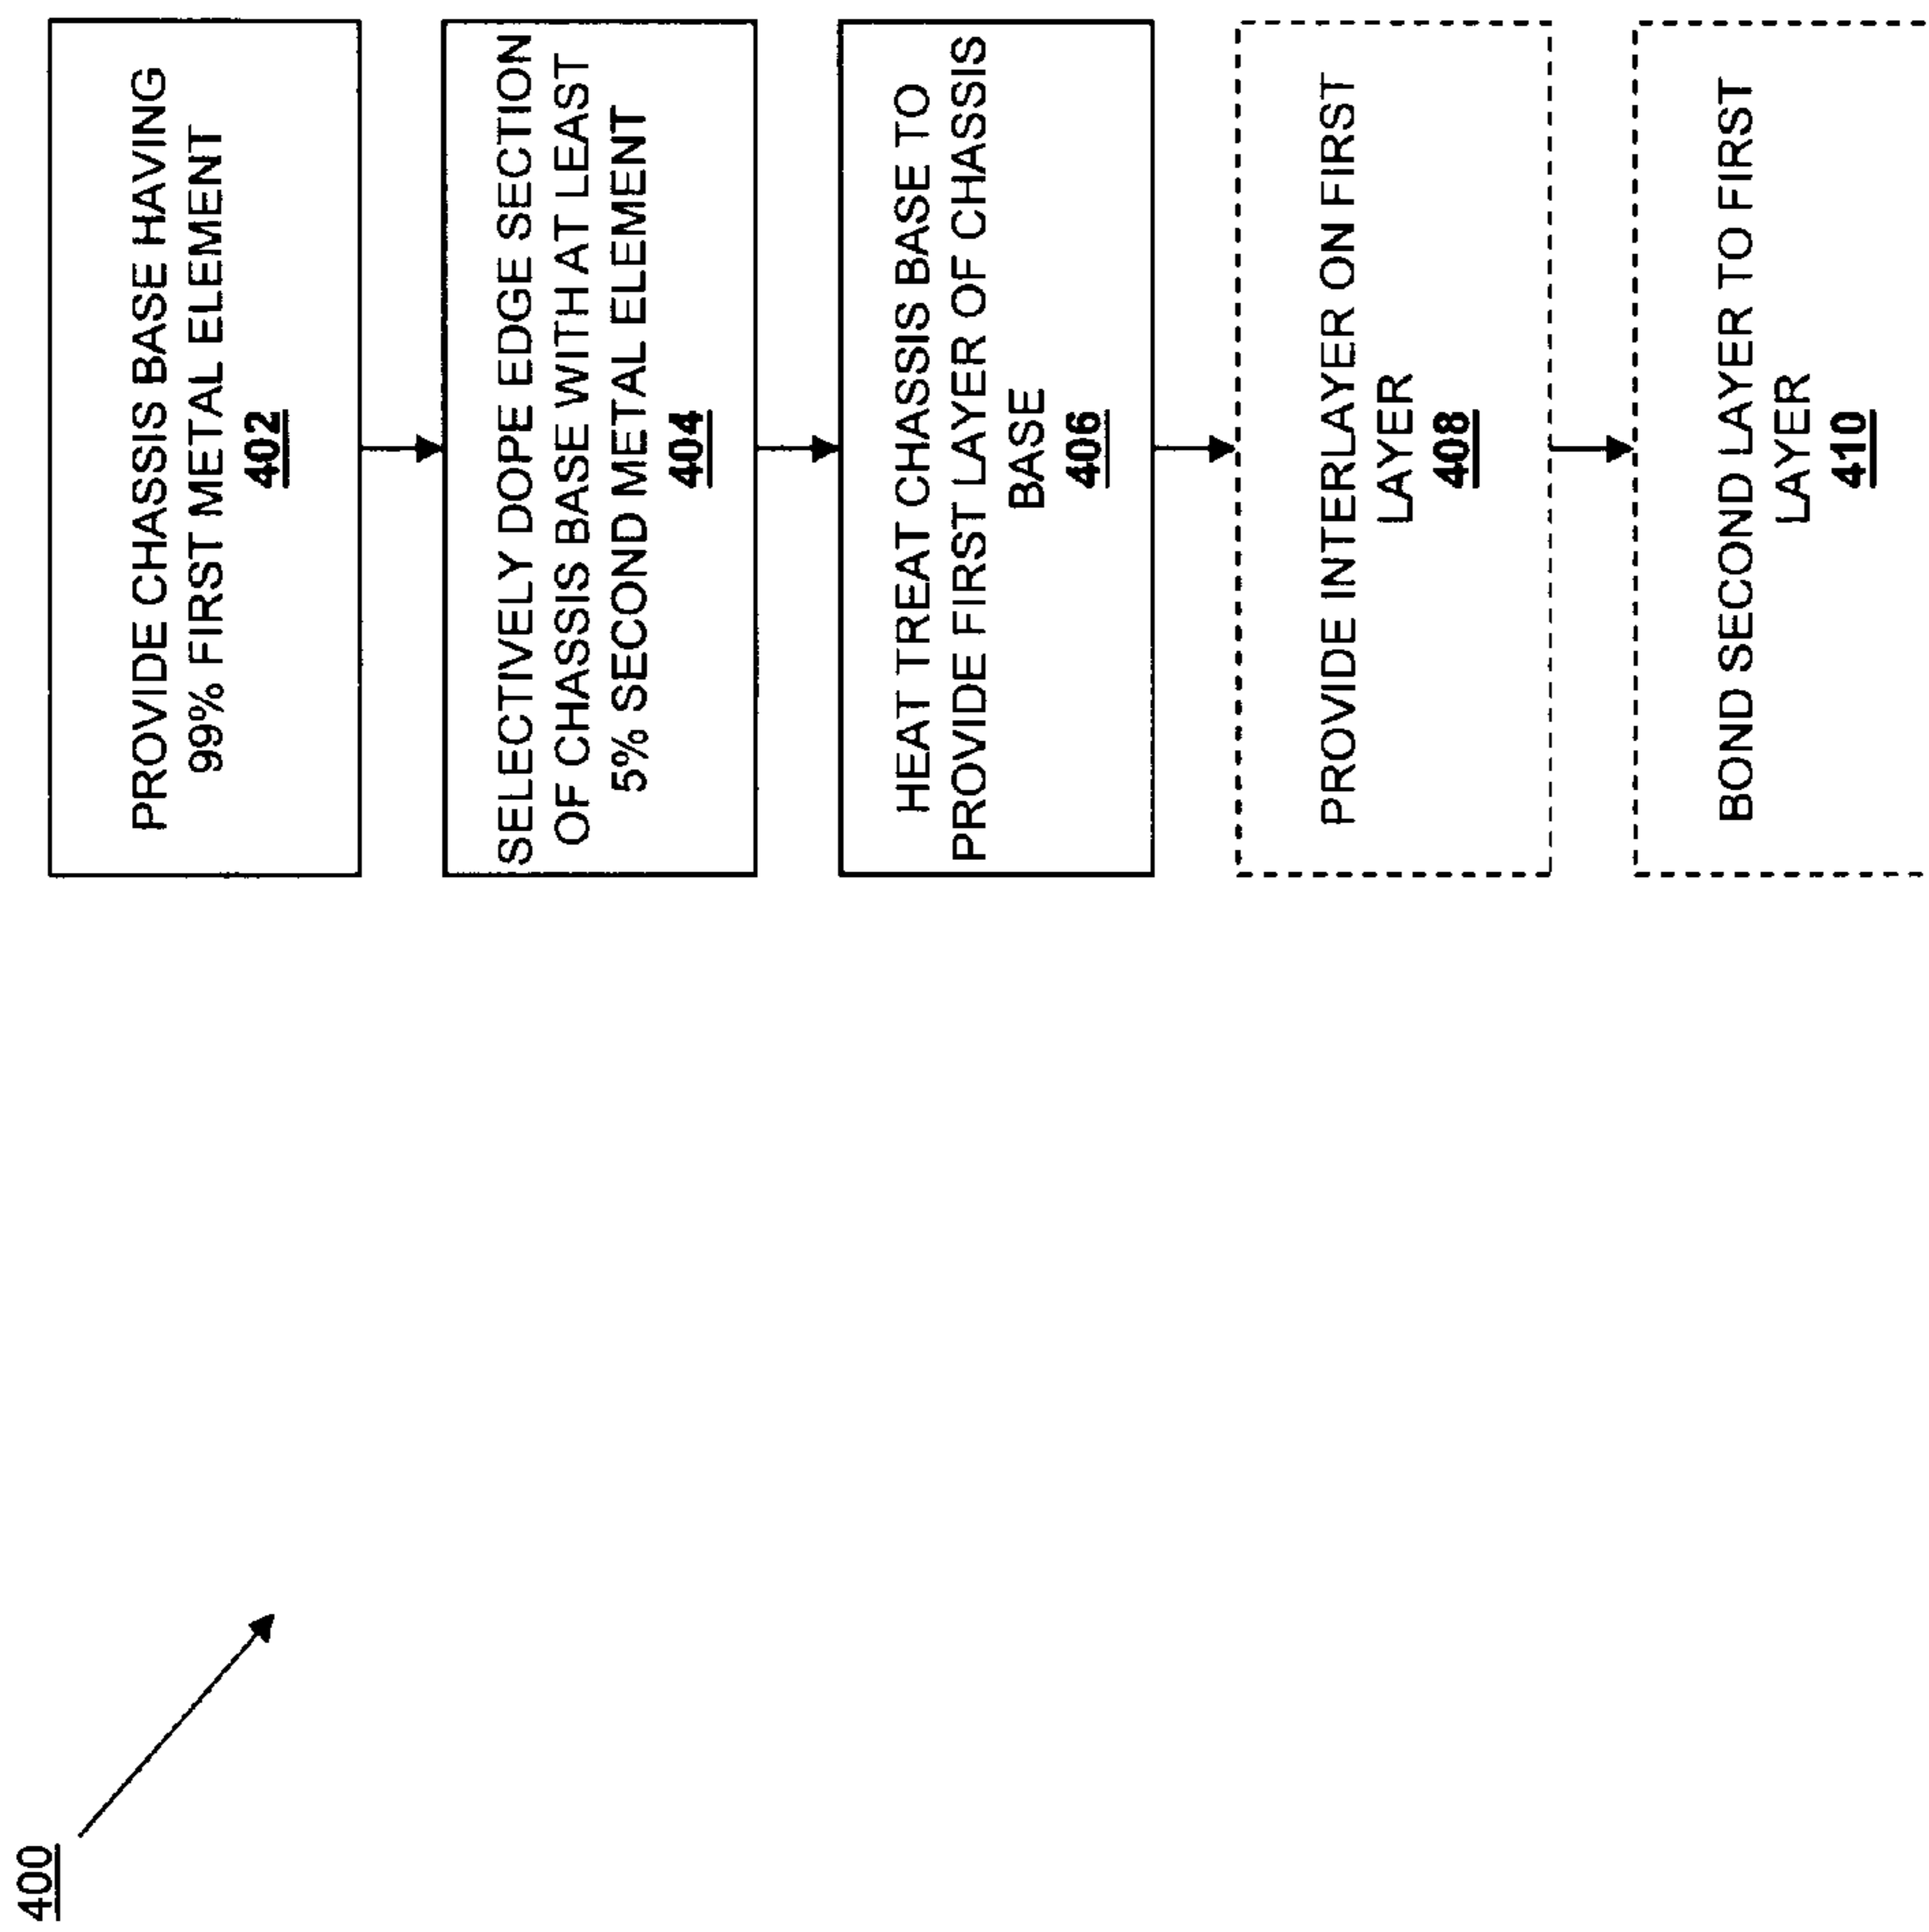 400
PROVIDE CHASSIS BASE HAVING
99% FIRST METAL ELEMENT
402
SELECTIVELY DOPE EDGE SECTION
OF CHASSIS BASE WITH AT LEAST
5% SECOND METAL ELEMENT
404
HEAT TREAT CHASSIS BASE TO
PROVIDE FIRST LAYER OF CHASSIS
BASE
406
PROVIDE INTERLAYER ON FIRST
LAYER
408
BOND SECOND LAYER TO FIRST
LAYER
410